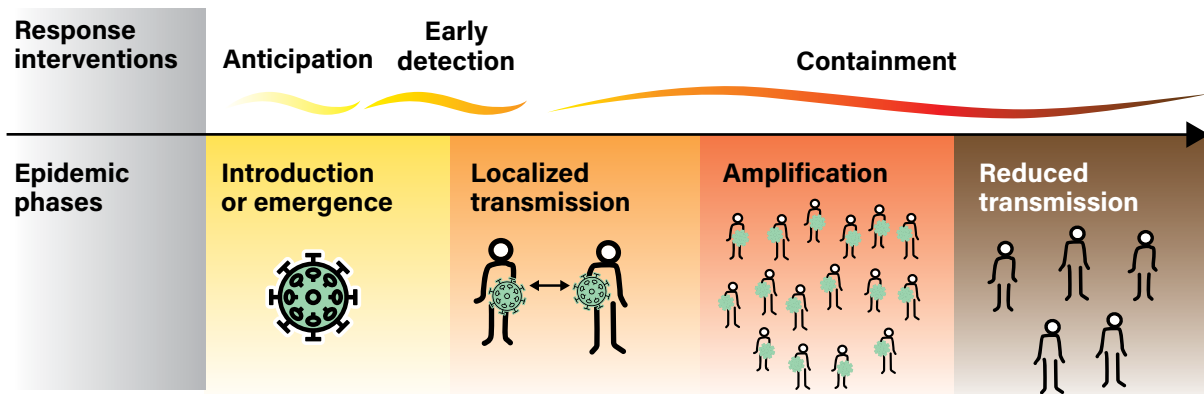 Response
interventions
Anticipation
Early
detection
Containment
Epidemic
phases
Introduction
or emergence
Localized
transmission
Amplification
Reduced
transmission